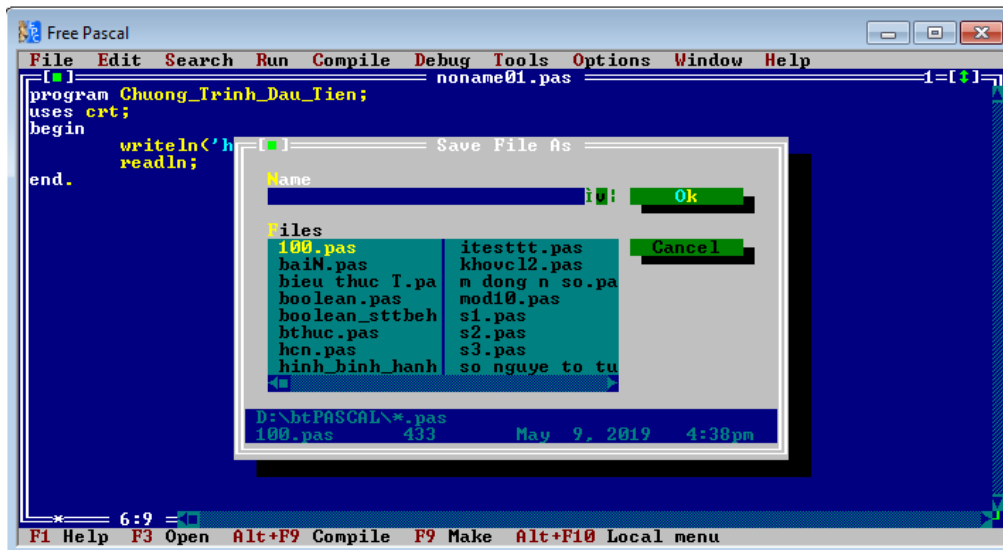 Free Pascal
File Edit Search Run Compile Debug Tools Options Window Help
noname01.pas 1
program Chuong_Trinh_Dau_Tien;
uses crt;
begin
writeln('h
readln;
end.
Save File As
Name
Ok
Files
100.pas itesttt.pas Cancel
baiN.pas khovcl2.pas
bieu thuc T.pa m dong n so.pa
boolean.pas mod10.pas
boolean_sttbeh s1.pas
bthuc.pas s2.pas
hcn.pas s3.pas
hinh_binh_hanh so nguye to tu
D:\btPASCAL\*.pas
100.pas 433 May 9, 2019 4:38pm
6:9
F1 Help F3 Open Alt+F9 Compile F9 Make Alt+F10 Local menu